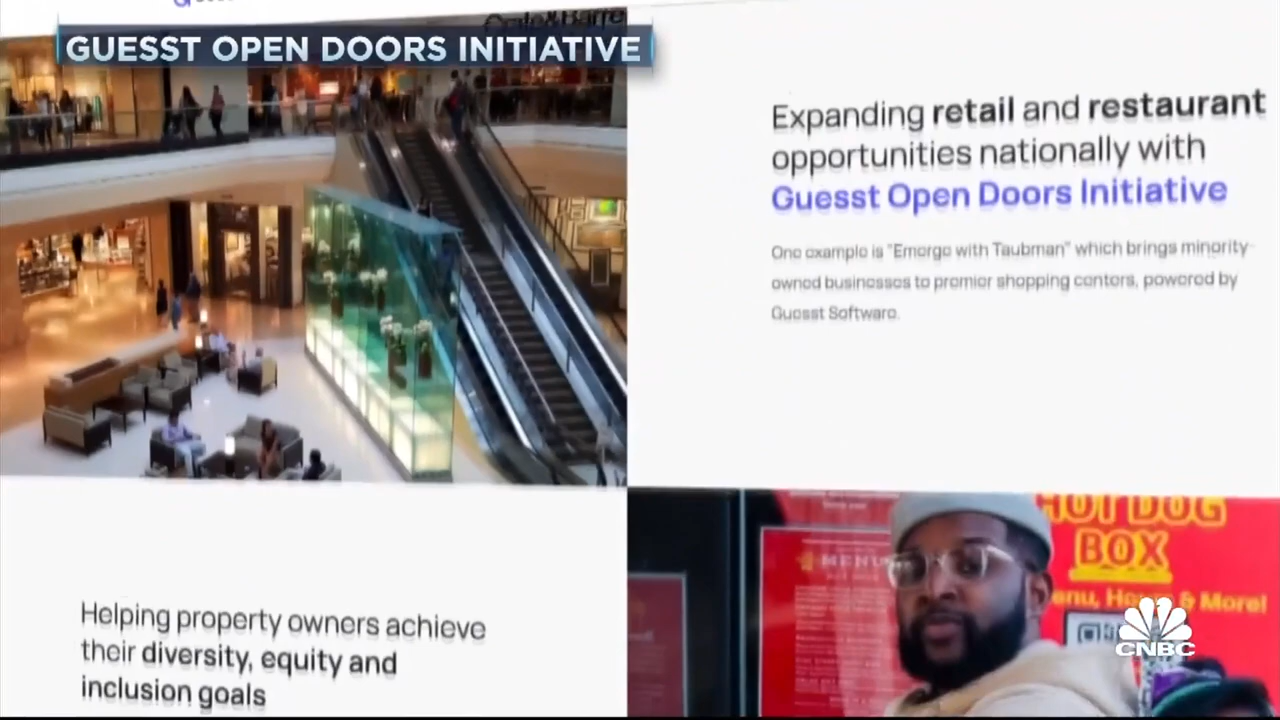 GUESST OPEN DOORS INITIATIVE
Crate&Barre
Expanding retail and restaurant
opportunities nationally with
Guesst Open Doors Initiative
One example is "Emerge with Taubman" which brings minority-
owned businesses to premier shopping centers, powered by
Guesst Software.
Helping property owners achieve
their diversity, equity and
inclusion goals
HOT DOG
BOX
MENU
& More!
CNBC